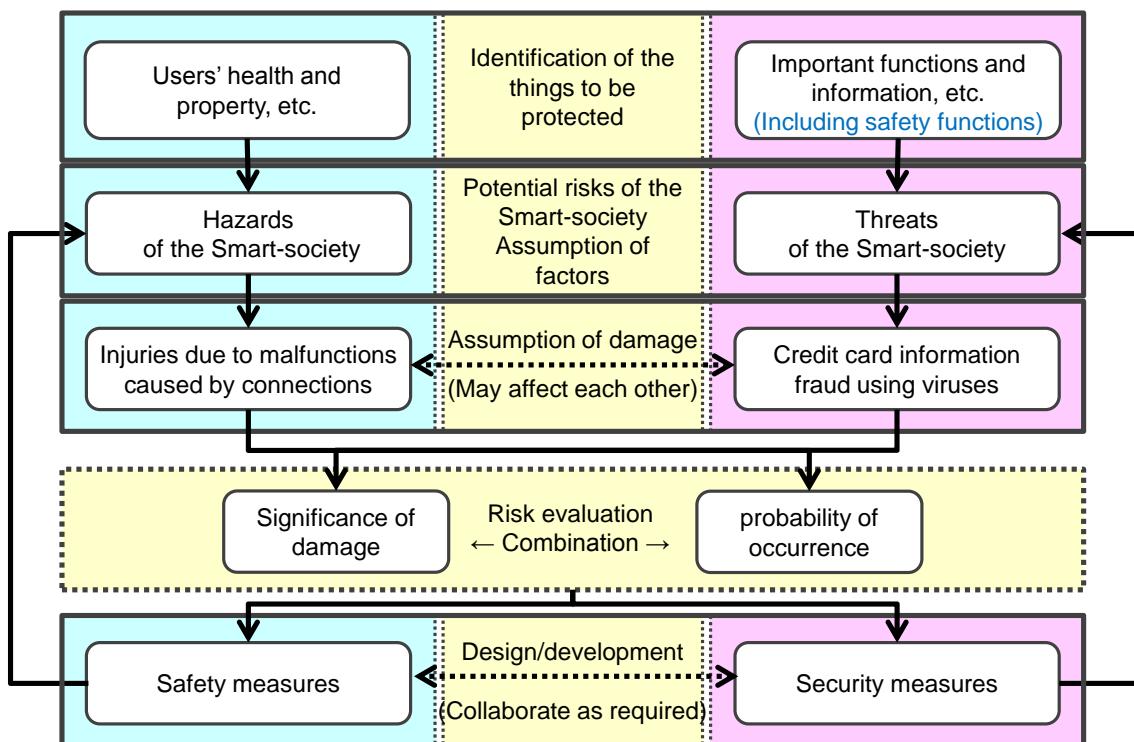 Users’ health and
property, etc.
Identification of the
things to be
protected
Important functions and
information, etc.
(Including safety functions)
Hazards
of the Smart-society
Potential risks of the
Smart-society
Assumption of
factors
Threats
of the Smart-society
Injuries due to malfunctions
caused by connections
Assumption of damage
(May affect each other)
Credit card information
fraud using viruses
Significance of
damage
Risk evaluation
← Combination →
probability of
occurrence
Safety measures
Design/development
(Collaborate as required)
Security measures